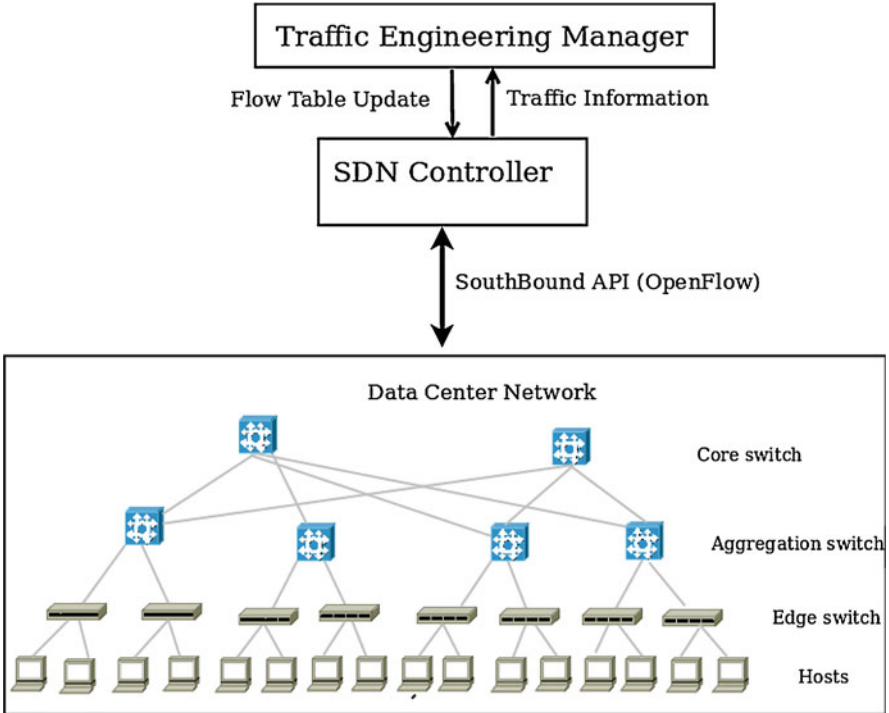 Traffic Engineering Manager
Flow Table Update
Traffic Information
SDN Controller
SouthBound API (OpenFlow)
Data Center Network
Core switch
Aggregation switch
Edge switch
Hosts